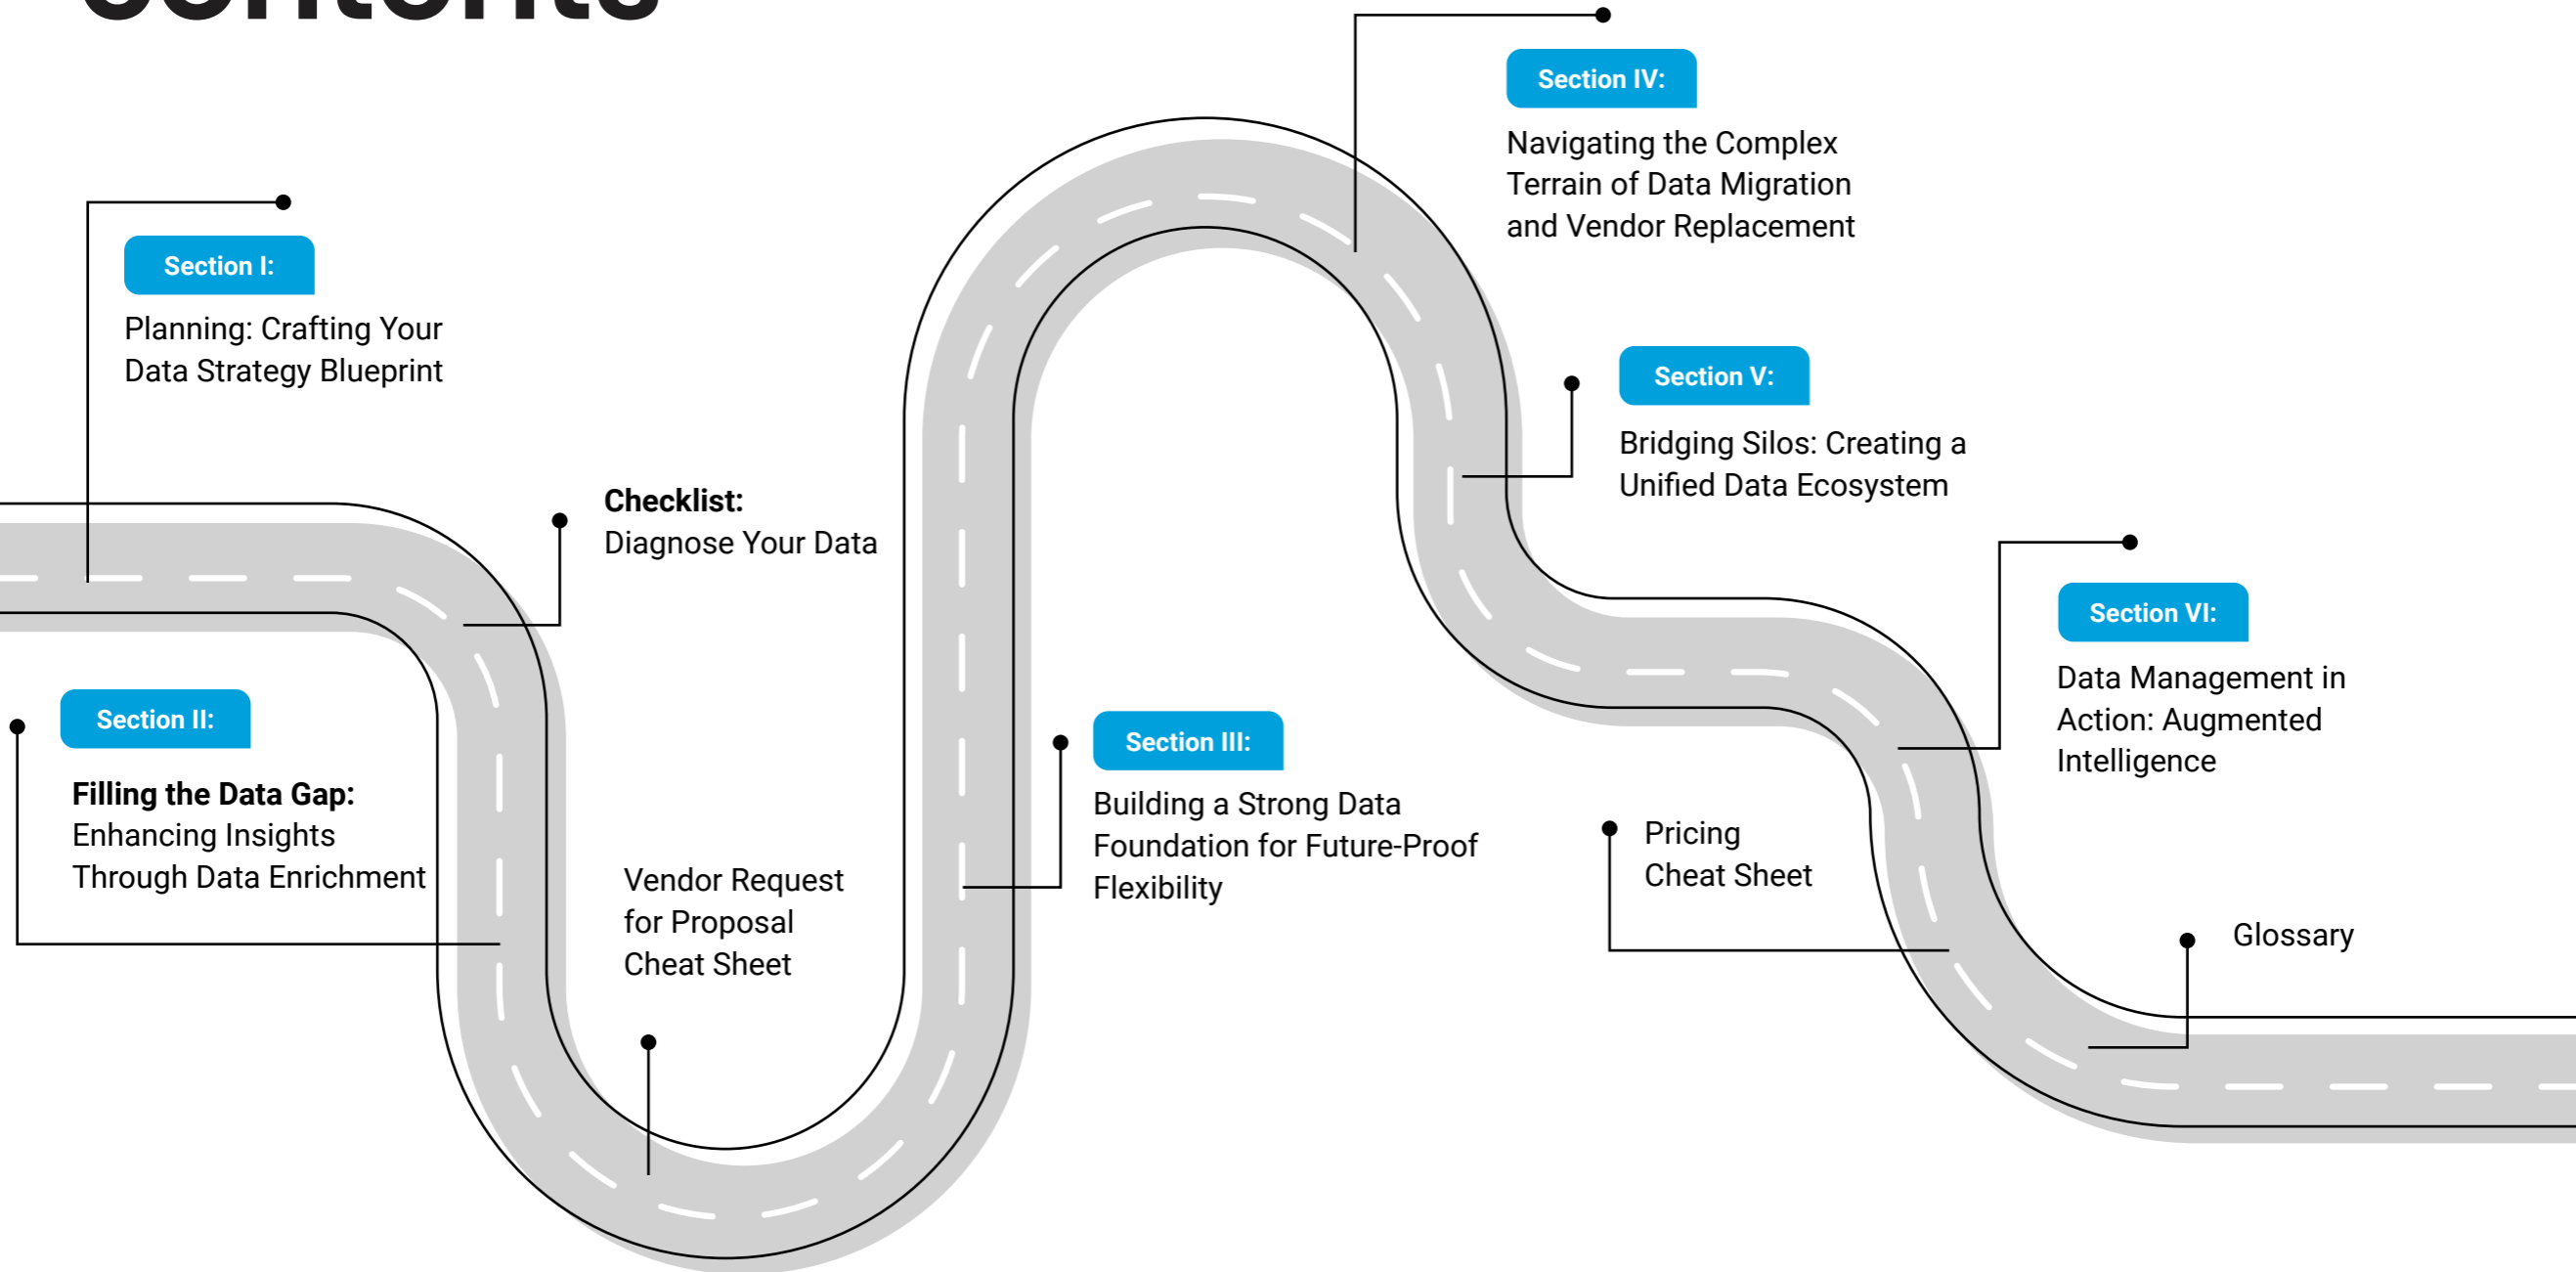 contents
Section I:
Planning: Crafting Your
Data Strategy Blueprint
Checklist:
Diagnose Your Data
Section II:
Filling the Data Gap:
Enhancing Insights
Through Data Enrichment
Vendor Request
for Proposal
Cheat Sheet
Section III:
Building a Strong Data
Foundation for Future-Proof
Flexibility
Section IV:
Navigating the Complex
Terrain of Data Migration
and Vendor Replacement
Section V:
Bridging Silos: Creating a
Unified Data Ecosystem
Section VI:
Data Management in
Action: Augmented
Intelligence
Pricing
Cheat Sheet
Glossary